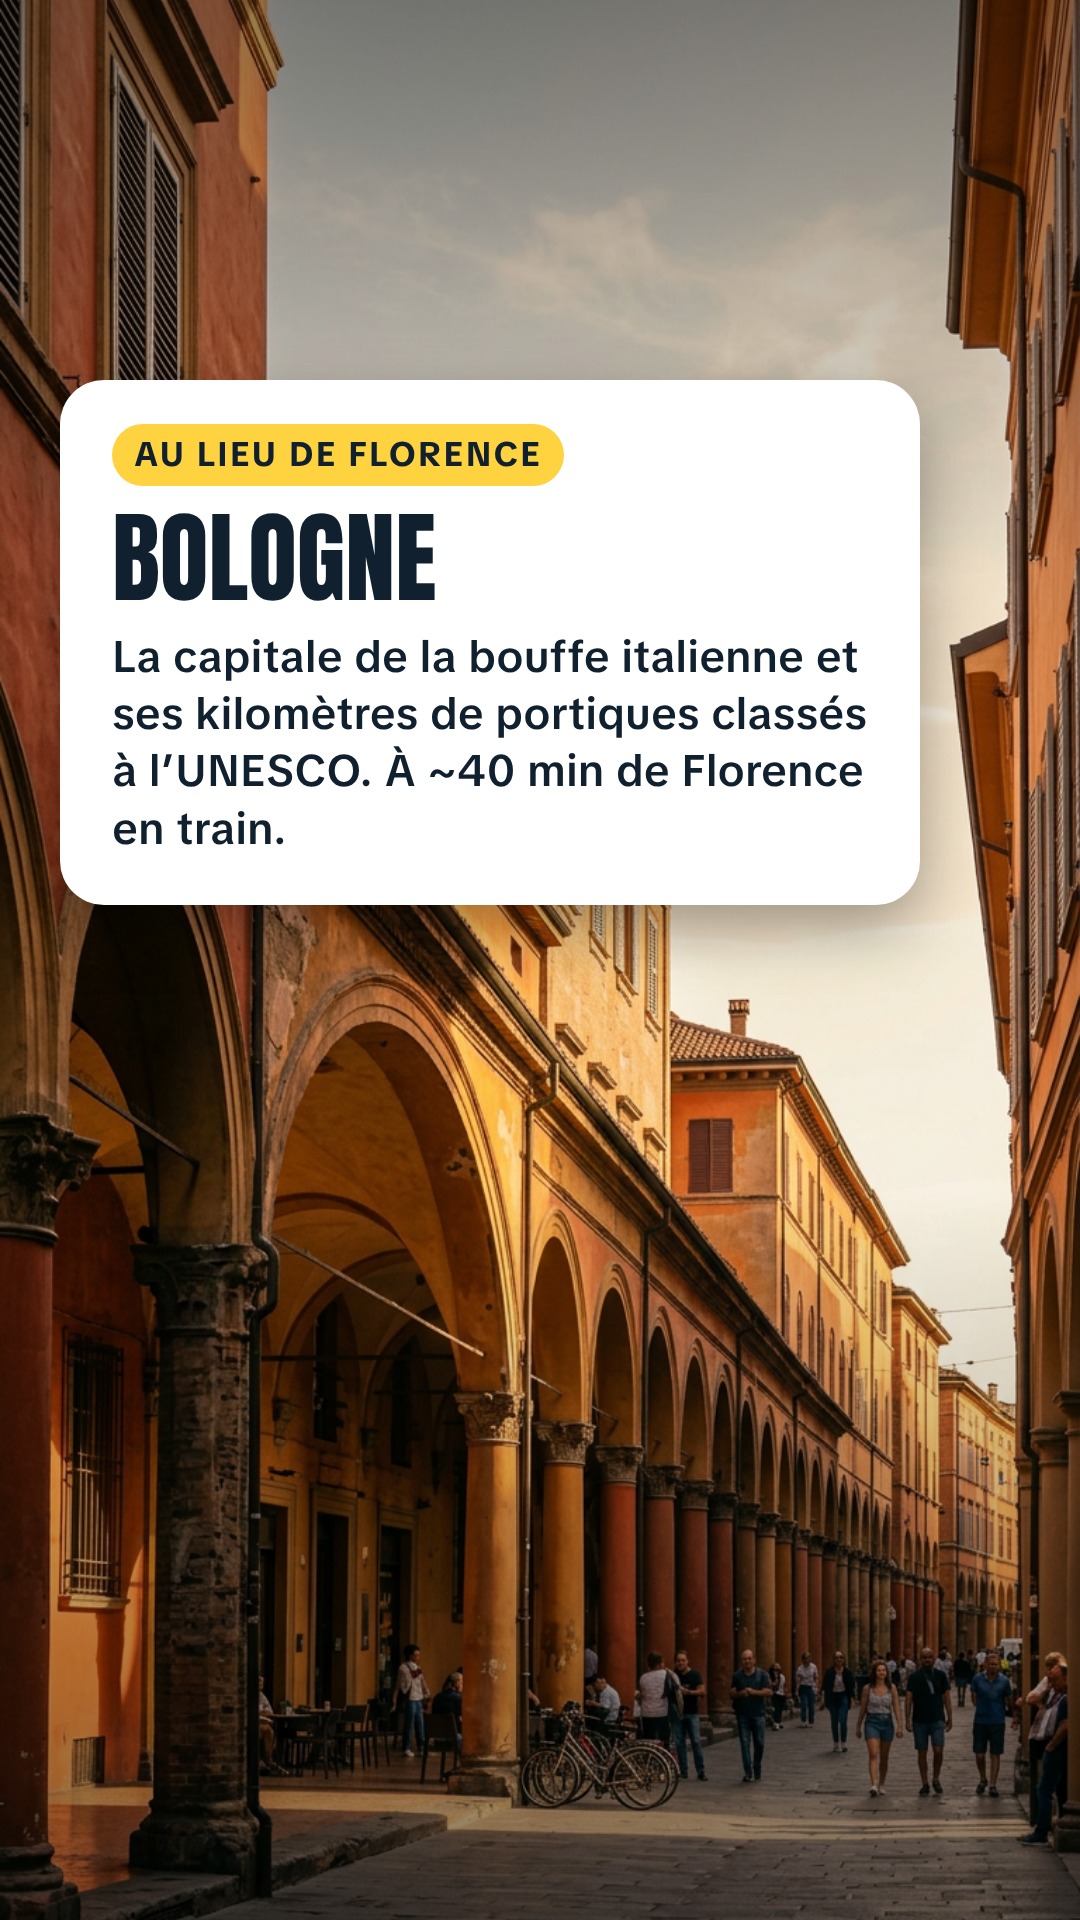 AU LIEU DE FLORENCE
BOLOGNE
La capitale de la bouffe italienne et
ses kilomètres de portiques classés
à l’UNESCO. À ~40 min de Florence
en train.